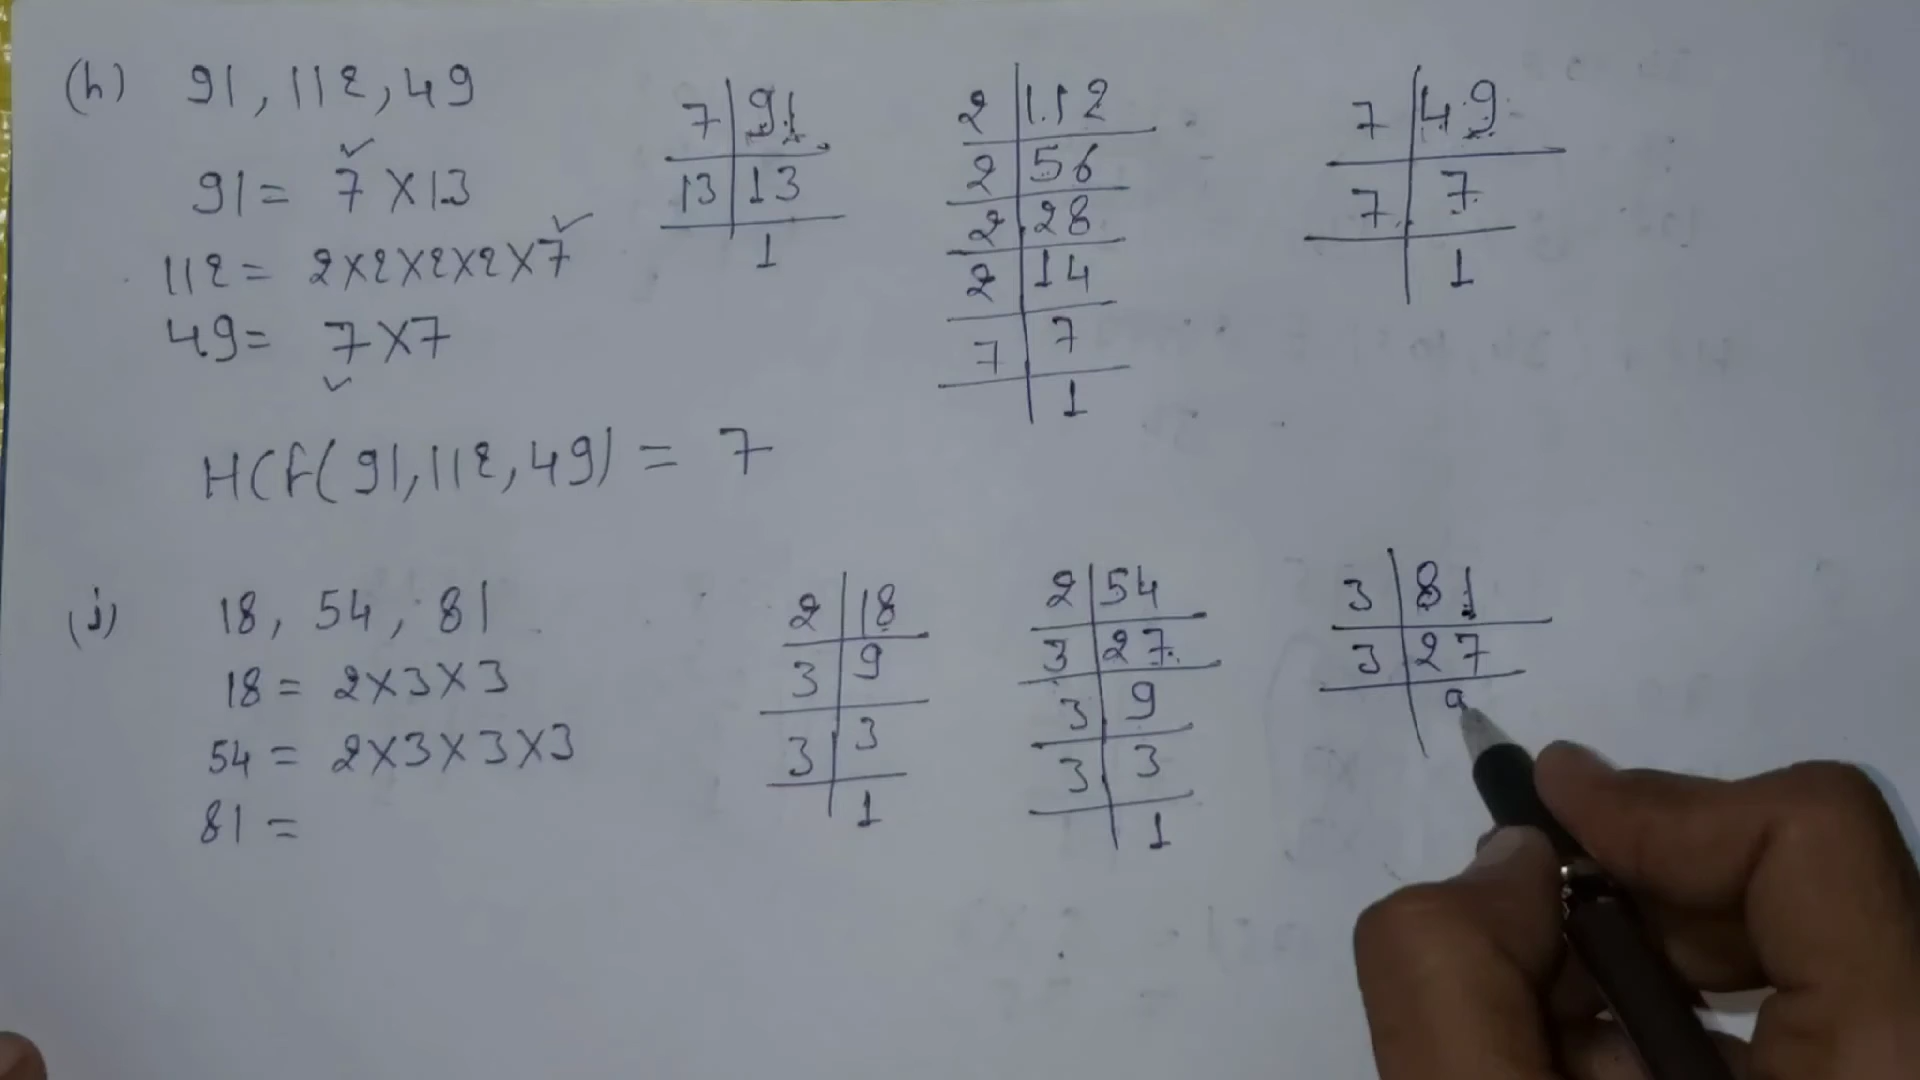 (h) 91, 112, 49
91 = 7 X 13
112 = 2 X 2 X 2 X 2 X 7
49 = 7 X 7
HCf(91, 112, 49) = 7
7 | 91
13 | 13
1
2 | 112
2 | 56
2 | 28
2 | 14
7 | 7
1
7 | 49
7 | 7
1
(i) 18, 54, 81
18 = 2 X 3 X 3
54 = 2 X 3 X 3 X 3
81 =
2 | 18
3 | 9
3 | 3
1
2 | 54
3 | 27
3 | 9
3 | 3
1
3 | 81
3 | 27
9